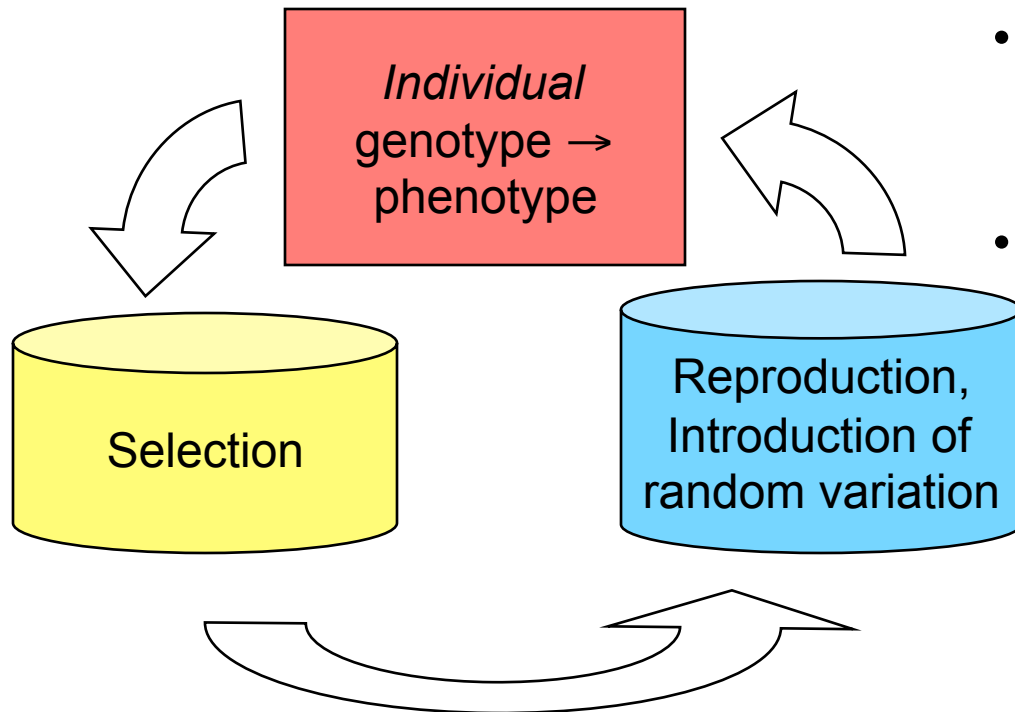 Individual
genotype →
phenotype
Selection
Reproduction,
Introduction of
random variation